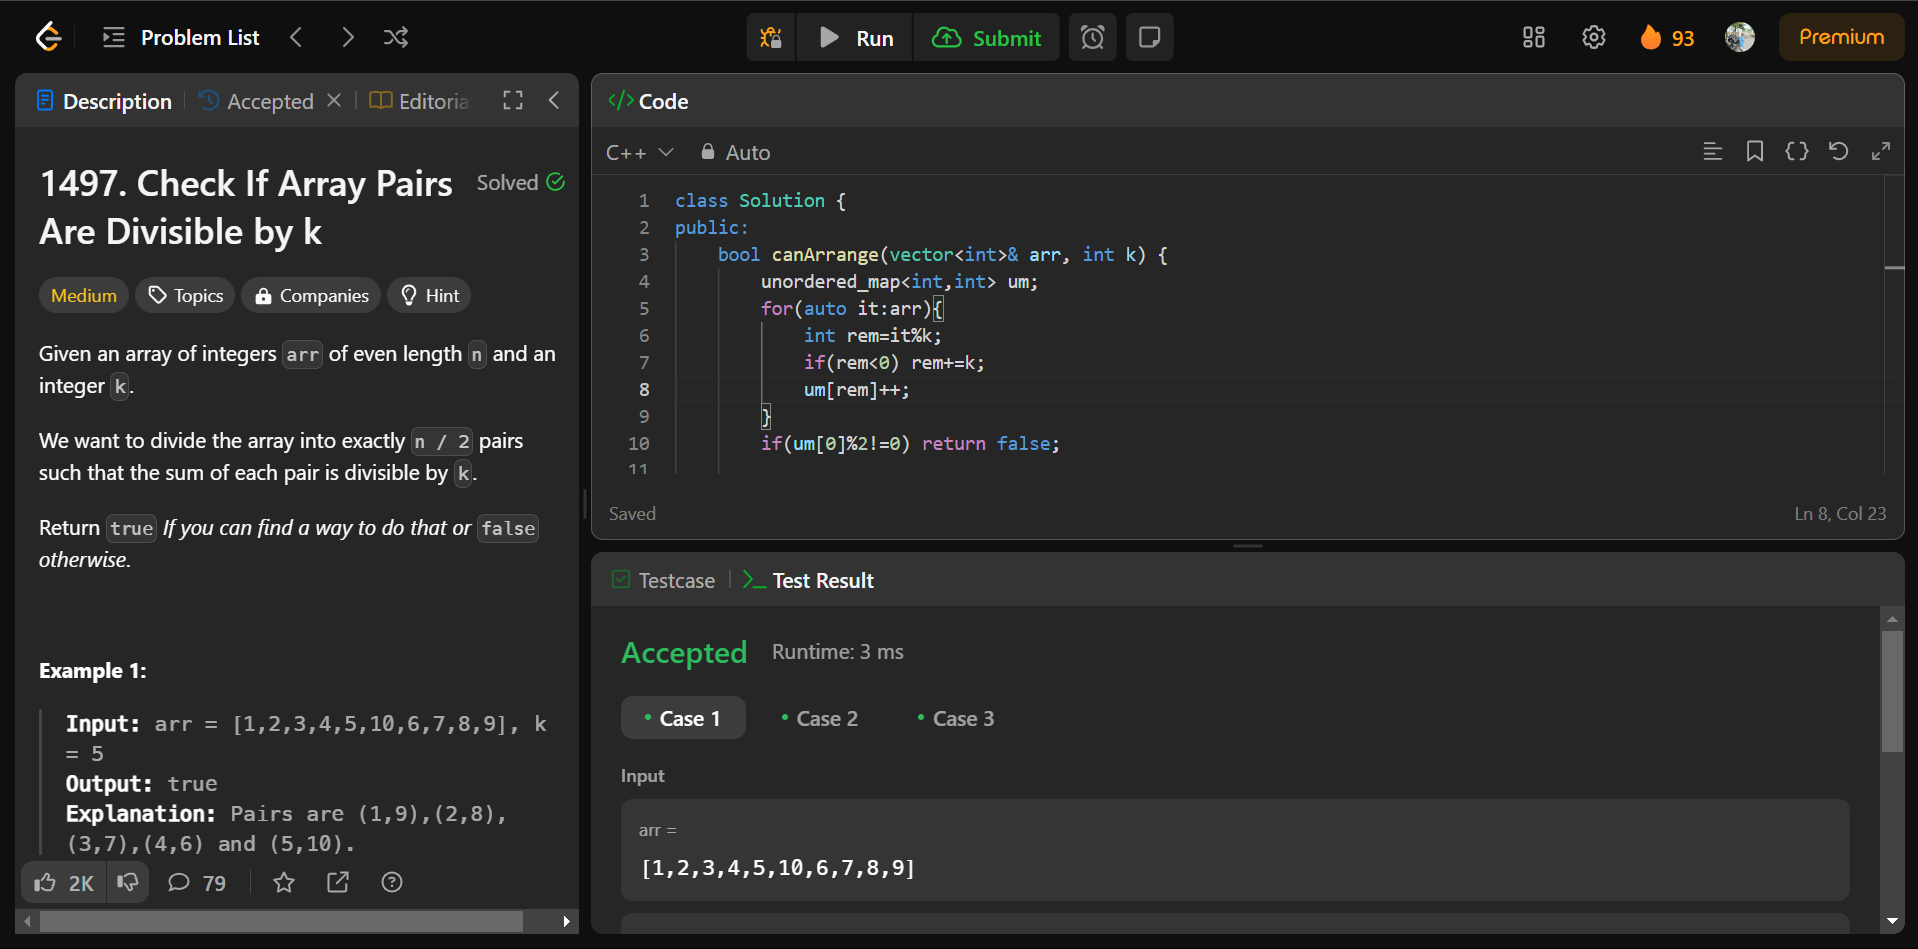 Problem List
Run
Submit
93
Premium
Description
Accepted
Editoria
1497. Check If Array Pairs
Are Divisible by k
Solved
Medium
Topics
Companies
Hint
Given an array of integers arr of even length n and an
integer k.
We want to divide the array into exactly n / 2 pairs
such that the sum of each pair is divisible by k.
Return true If you can find a way to do that or false
otherwise.
Example 1:
Input: arr = [1,2,3,4,5,10,6,7,8,9], k
= 5
Output: true
Explanation: Pairs are (1,9),(2,8),
(3,7),(4,6) and (5,10).
2K
79
</> Code
C++
Auto
1 class Solution {
2 public:
3 bool canArrange(vector<int>& arr, int k) {
4 unordered_map<int,int> um;
5 for(auto it:arr){
6 int rem=it%k;
7 if(rem<0) rem+=k;
8 um[rem]++;
9 }
10 if(um[0]%2!=0) return false;
11
Saved
Ln 8, Col 23
Testcase
Test Result
Accepted
Runtime: 3 ms
Case 1
Case 2
Case 3
Input
arr =
[1,2,3,4,5,10,6,7,8,9]